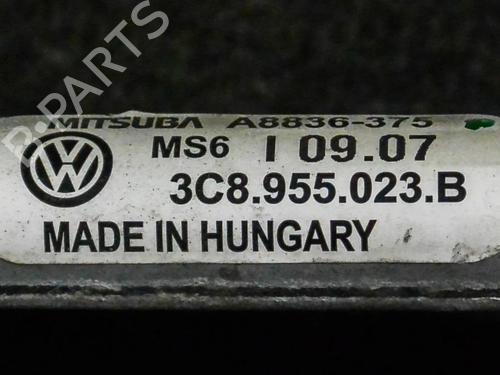 B-PARTS
MITSUBA A8836-375
MS6 I 09.07
3C8.955.023.B
MADE IN HUNGARY